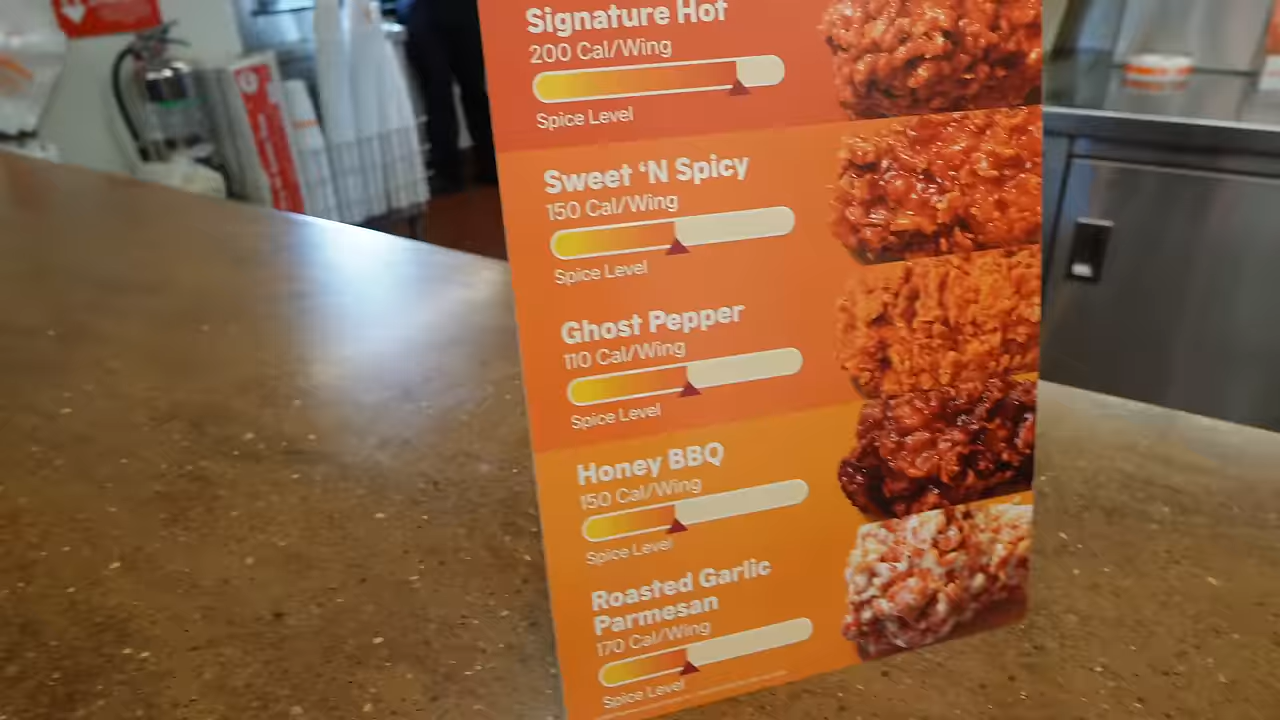 Signature Hot
200 Cal/Wing
Spice Level
Sweet ‘N Spicy
150 Cal/Wing
Spice Level
Ghost Pepper
110 Cal/Wing
Spice Level
Honey BBQ
150 Cal/Wing
Spice Level
Roasted Garlic
Parmesan
170 Cal/Wing
Spice Level